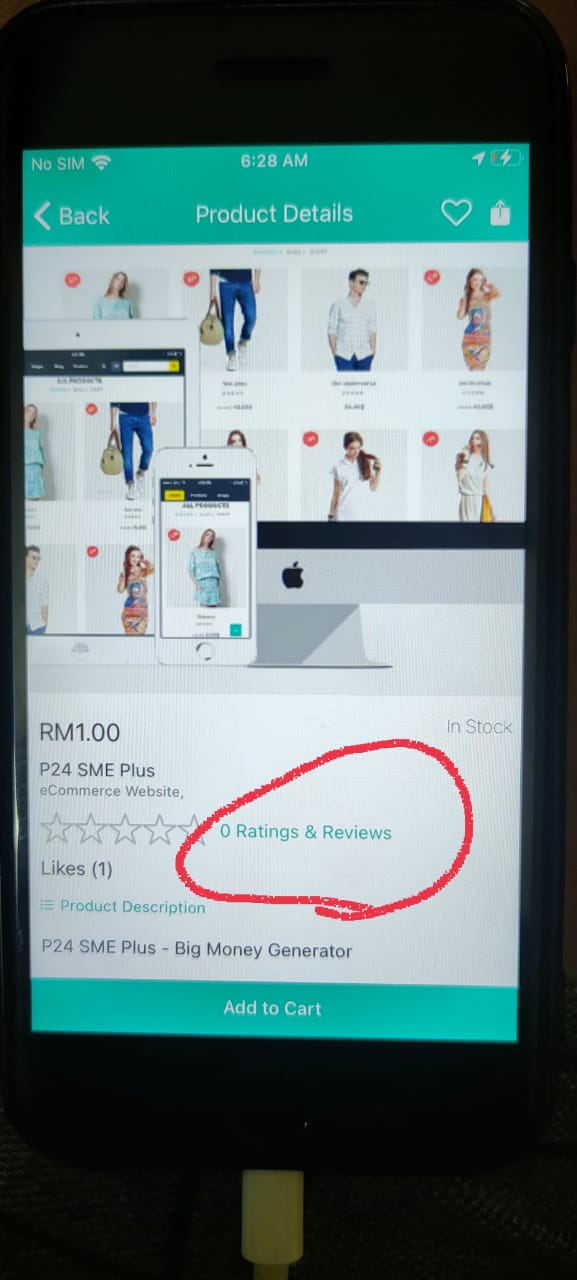 No SIM 6:28 AM
Back Product Details
ALL PRODUCTS
ALL PRODUCTS
RM1.00 In Stock
P24 SME Plus
eCommerce Website,
0 Ratings & Reviews
Likes (1)
Product Description
P24 SME Plus - Big Money Generator
Add to Cart